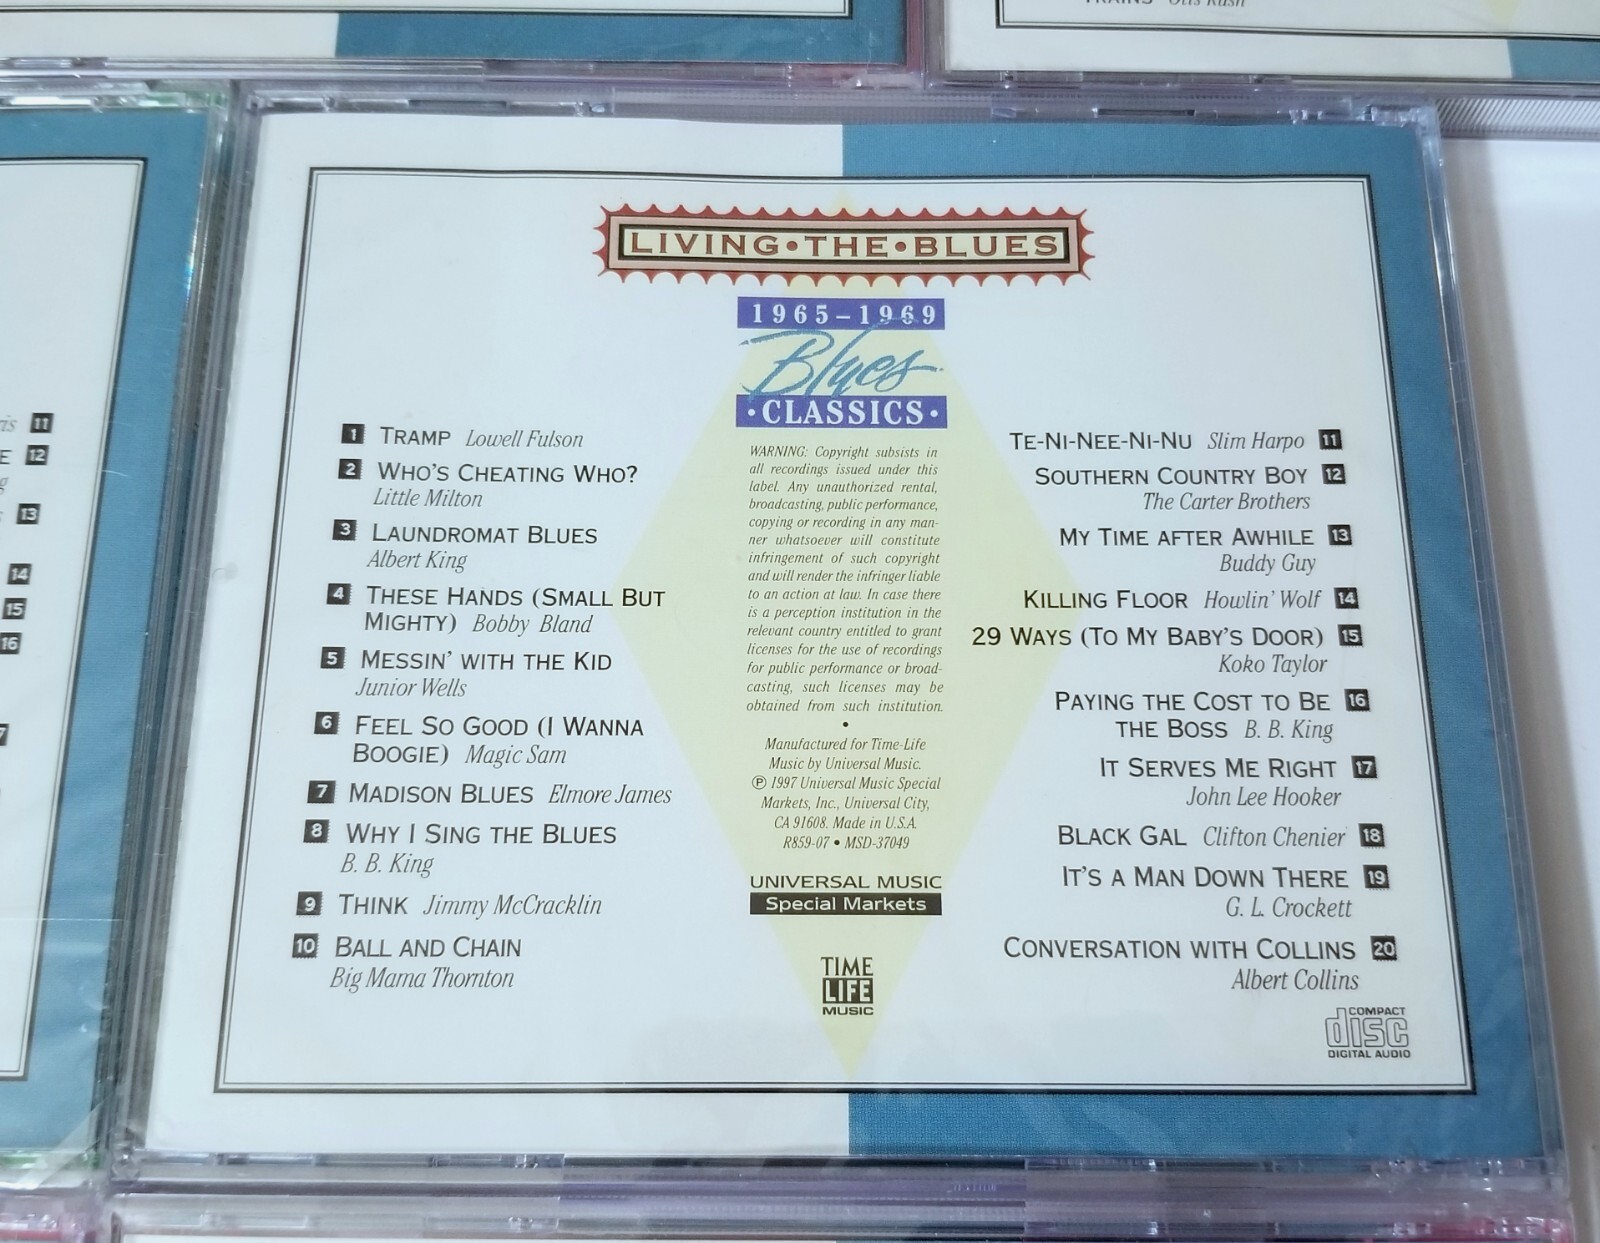 TRAINS Otis Rush
LIVING•THE•BLUES
1965–1969
Blues
•CLASSICS•
1 TRAMP Lowell Fulson
2 WHO'S CHEATING WHO?
Little Milton
3 LAUNDROMAT BLUES
Albert King
4 THESE HANDS (SMALL BUT
MIGHTY) Bobby Bland
5 MESSIN' WITH THE KID
Junior Wells
6 FEEL SO GOOD (I WANNA
BOOGIE) Magic Sam
7 MADISON BLUES Elmore James
8 WHY I SING THE BLUES
B. B. King
9 THINK Jimmy McCracklin
10 BALL AND CHAIN
Big Mama Thornton
WARNING: Copyright subsists in
all recordings issued under this
label. Any unauthorized rental,
broadcasting, public performance,
copying or recording in any man-
ner whatsoever will constitute
infringement of such copyright
and will render the infringer liable
to an action at law. In case there
is a perception institution in the
relevant country entitled to grant
licenses for the use of recordings
for public performance or broad-
casting, such licenses may be
obtained from such institution.
•
Manufactured for Time-Life
Music by Universal Music.
℗ 1997 Universal Music Special
Markets, Inc., Universal City,
CA 91608. Made in U.S.A.
R859-07 • MSD-37049
UNIVERSAL MUSIC
Special Markets
TIME
LIFE
MUSIC
TE-NI-NEE-NI-NU Slim Harpo 11
SOUTHERN COUNTRY BOY 12
The Carter Brothers
MY TIME AFTER AWHILE 13
Buddy Guy
KILLING FLOOR Howlin' Wolf 14
29 WAYS (TO MY BABY'S DOOR) 15
Koko Taylor
PAYING THE COST TO BE 16
THE BOSS B. B. King
IT SERVES ME RIGHT 17
John Lee Hooker
BLACK GAL Clifton Chenier 18
IT'S A MAN DOWN THERE 19
G. L. Crockett
CONVERSATION WITH COLLINS 20
Albert Collins
COMPACT
disc
DIGITAL AUDIO
11
12
13
14
15
16